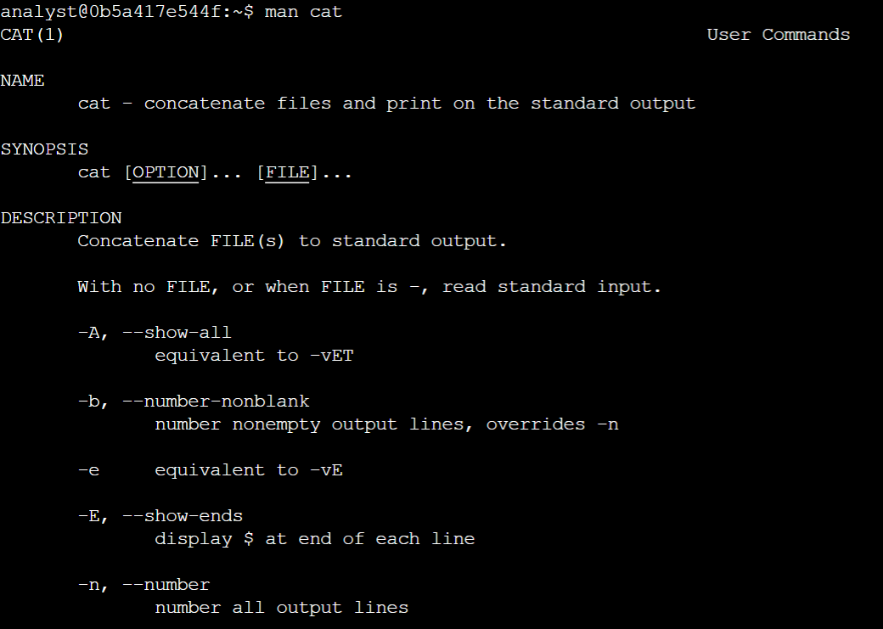 analyst@0b5a417e544f:~$ man cat
CAT(1) User Commands
NAME
cat - concatenate files and print on the standard output
SYNOPSIS
cat [OPTION]... [FILE]...
DESCRIPTION
Concatenate FILE(s) to standard output.
With no FILE, or when FILE is -, read standard input.
-A, --show-all
equivalent to -vET
-b, --number-nonblank
number nonempty output lines, overrides -n
-e equivalent to -vE
-E, --show-ends
display $ at end of each line
-n, --number
number all output lines